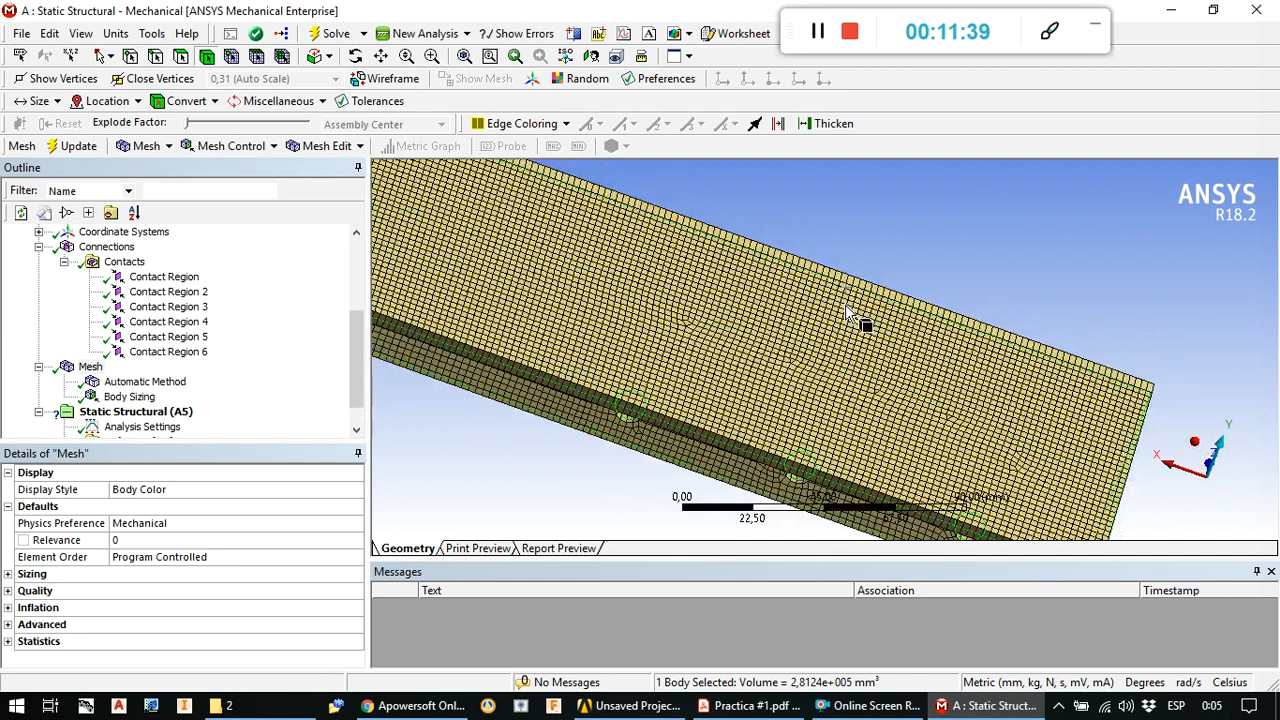 A : Static Structural - Mechanical [ANSYS Mechanical Enterprise]
00:11:39
File Edit View Units Tools Help Solve New Analysis ?/ Show Errors A Worksheet
Show Vertices Close Vertices 0,31 (Auto Scale) Wireframe Show Mesh Random Preferences
Size Location Convert Miscellaneous Tolerances
Reset Explode Factor: Assembly Center Edge Coloring Thicken
Mesh Update Mesh Mesh Control Mesh Edit Metric Graph Probe MAX MIN
Outline
Filter: Name
Coordinate Systems
Connections
Contacts
Contact Region
Contact Region 2
Contact Region 3
Contact Region 4
Contact Region 5
Contact Region 6
Mesh
Automatic Method
Body Sizing
Static Structural (A5)
Analysis Settings
ANSYS
R18.2
Y
X
Z
0,00
22,50
Geometry Print Preview Report Preview
Details of "Mesh"
Display
Display Style Body Color
Defaults
Physics Preference Mechanical
Relevance 0
Element Order Program Controlled
Sizing
Quality
Inflation
Advanced
Statistics
Messages
Text Association Timestamp
0 No Messages 1 Body Selected: Volume = 2,8124e+005 mm³ Metric (mm, kg, N, s, mV, mA) Degrees rad/s Celsius
2 Apowersoft Onl... Unsaved Projec... Practica #1.pdf ... Online Screen R... A : Static Struct... ESP 0:05